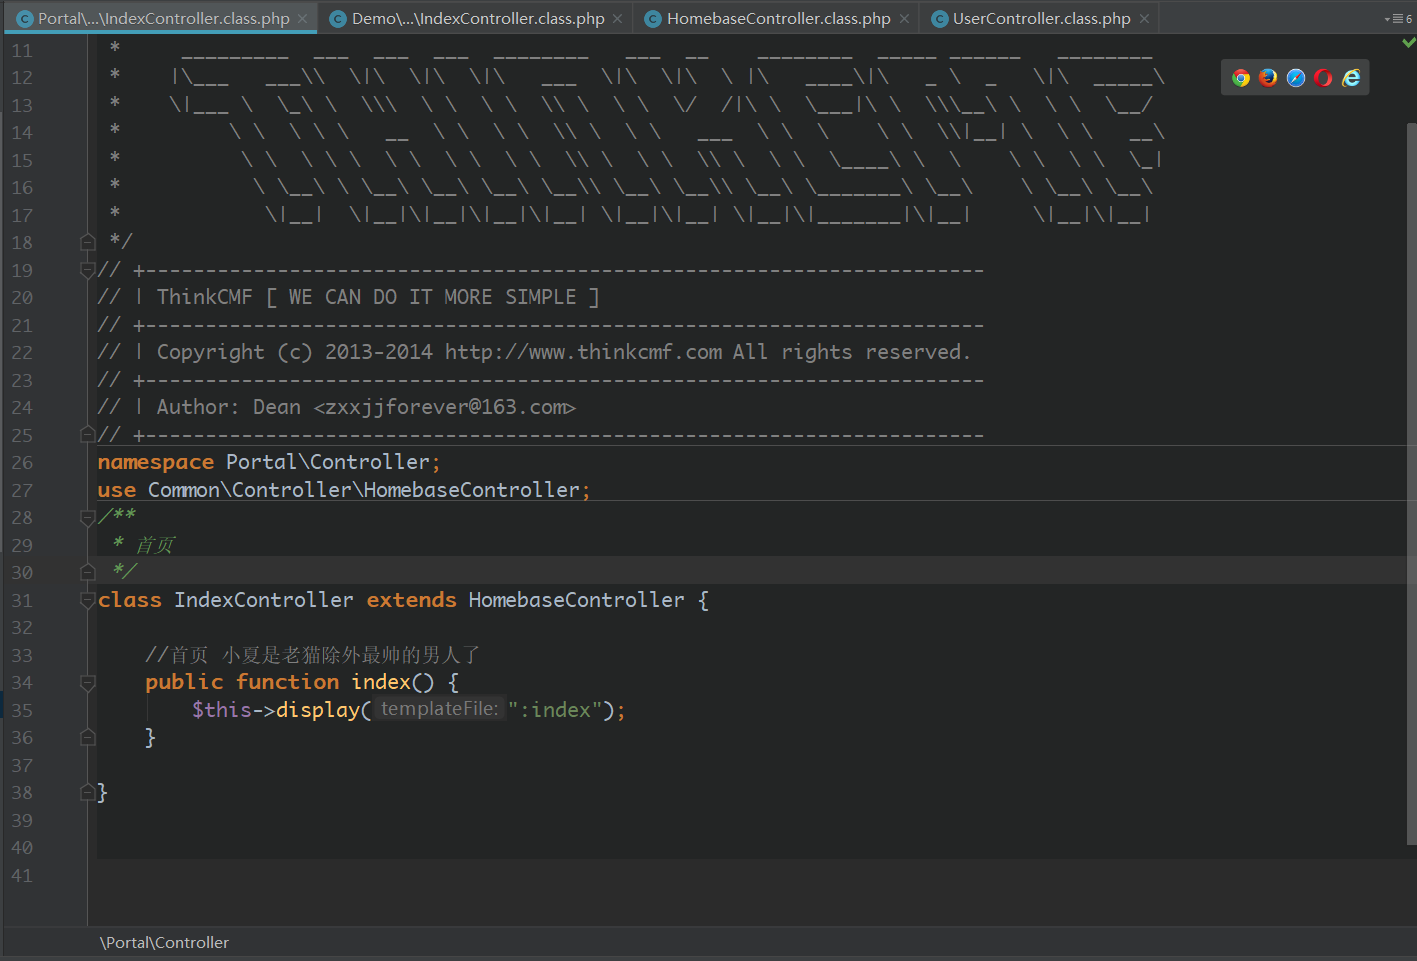 Portal\...\IndexController.class.php Demo\...\IndexController.class.php HomebaseController.class.php UserController.class.php 6
11 *
12 *
13 *
14 *
15 *
16 *
17 *
18 */
19 // +----------------------------------------------------------------------
20 // | ThinkCMF [ WE CAN DO IT MORE SIMPLE ]
21 // +----------------------------------------------------------------------
22 // | Copyright (c) 2013-2014 http://www.thinkcmf.com All rights reserved.
23 // +----------------------------------------------------------------------
24 // | Author: Dean <zxxjjforever@163.com>
25 // +----------------------------------------------------------------------
26 namespace Portal\Controller;
27 use Common\Controller\HomebaseController;
28 /**
29 * 首页
30 */
31 class IndexController extends HomebaseController {
32
33 //首页 小夏是老猫除外最帅的男人了
34 public function index() {
35 $this->display( templateFile: ":index");
36 }
37
38 }
39
40
41
\Portal\Controller